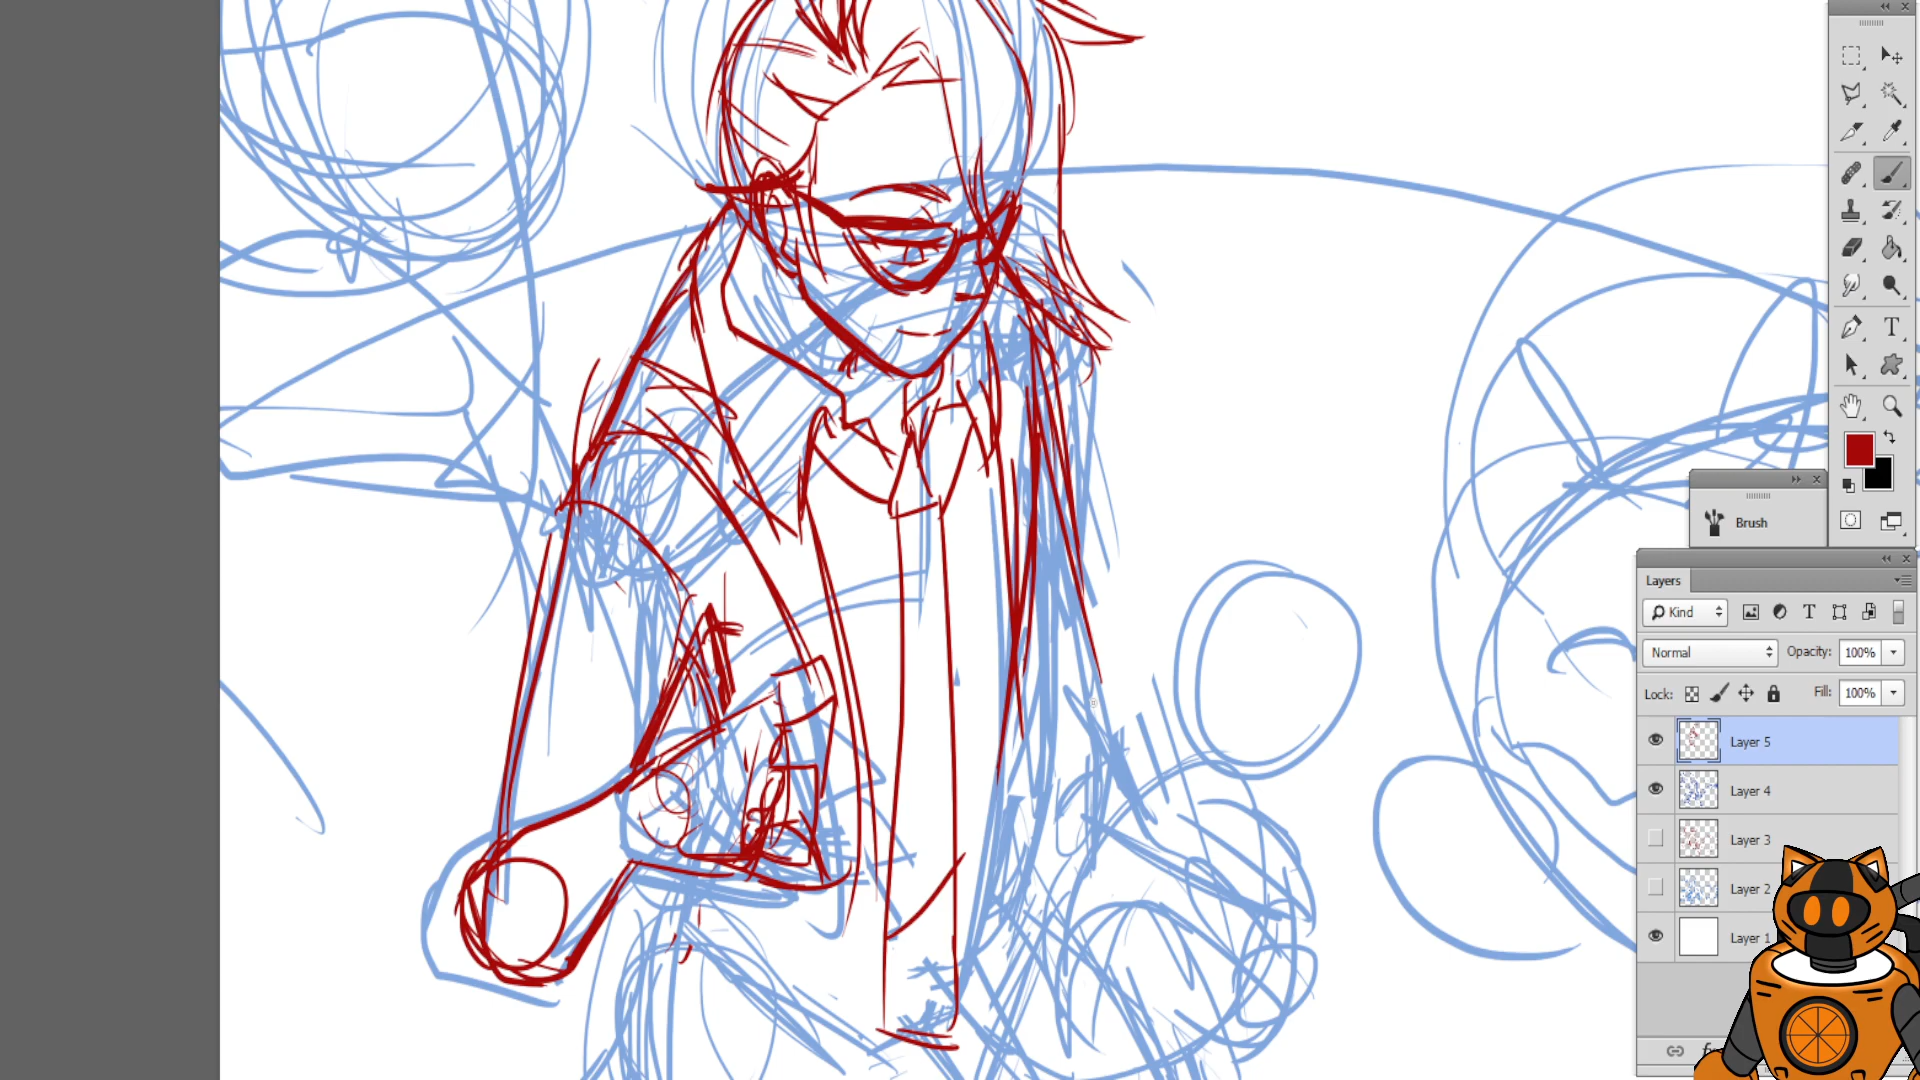 T
Brush
Layers
Kind
T
Normal
Opacity: 100%
Lock:
Fill: 100%
Layer 5
Layer 4
Layer 3
Layer 2
Layer 1